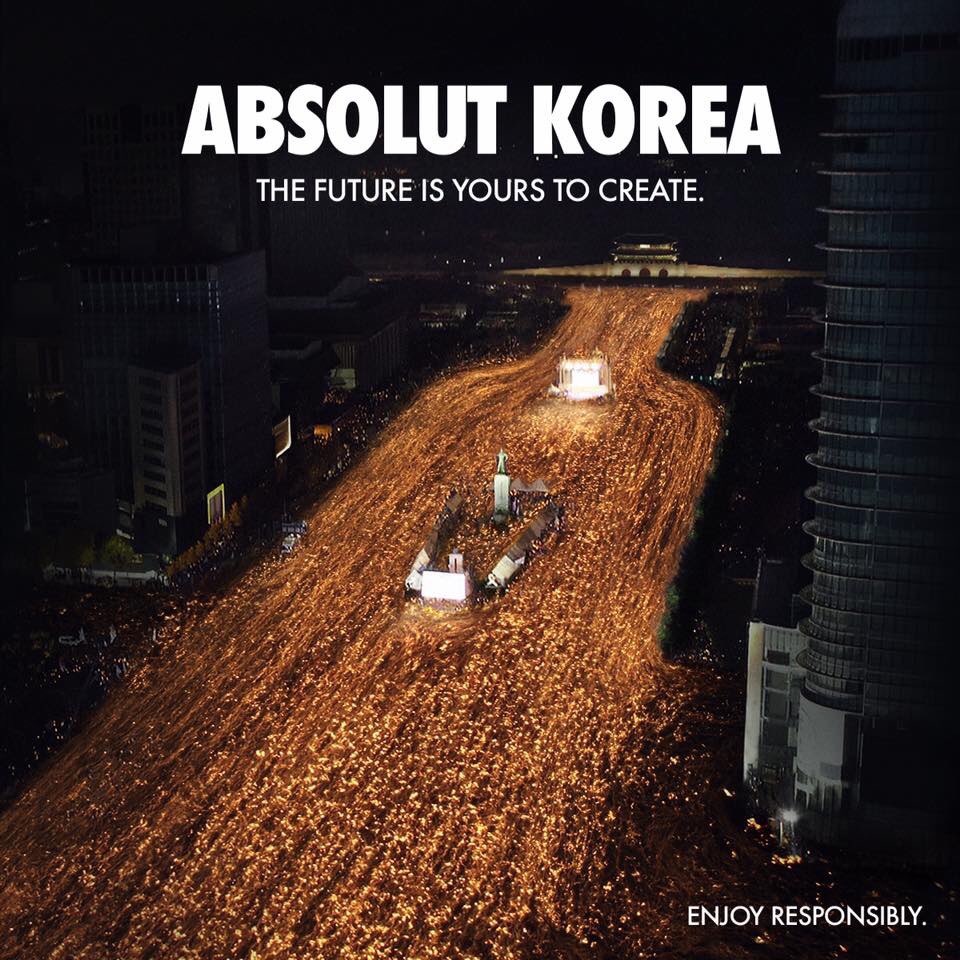 ABSOLUT KOREA
THE FUTURE IS YOURS TO CREATE.
ENJOY RESPONSIBLY.